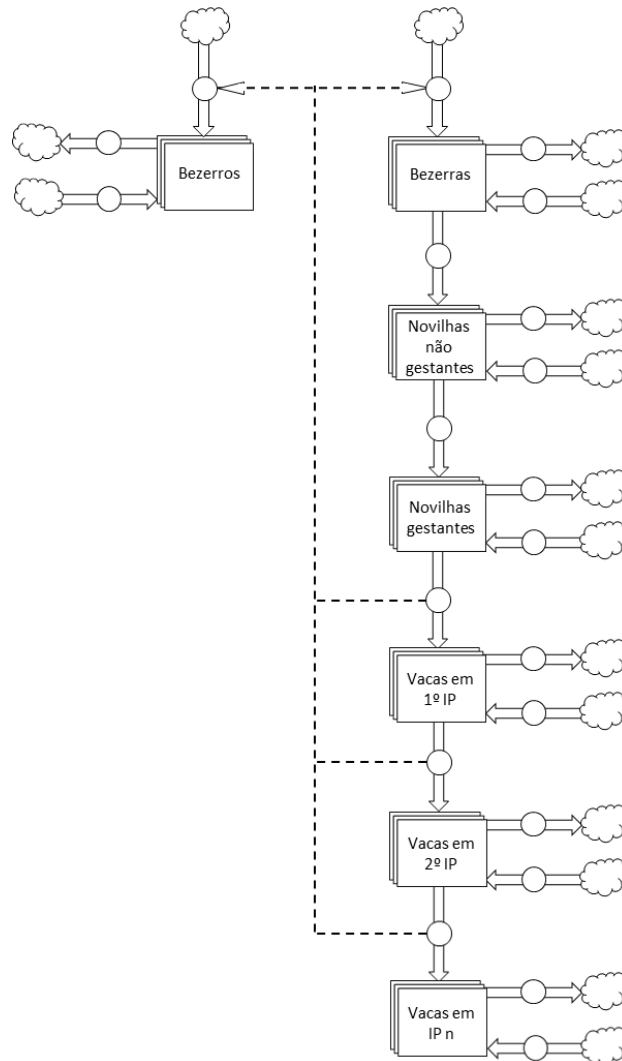 Bezerros
Bezerras
Novilhas
não
gestantes
Novilhas
gestantes
Vacas em
1º IP
Vacas em
2º IP
Vacas em
IP n